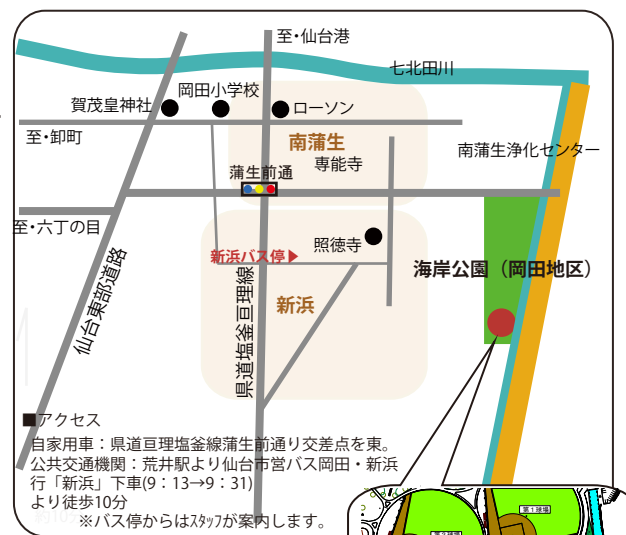 至・仙台港
七北田川
岡田小学校
賀茂皇神社
ローソン
至・卸町
南蒲生
専能寺
南蒲生浄化センター
蒲生前通
至・六丁の目
照徳寺
新浜バス停▶
海岸公園（岡田地区）
仙台東部道路
県道塩釜亘理線
新浜
■アクセス
自家用車：県道亘理塩釜線蒲生前通り交差点を東。
公共交通機関：荒井駅より仙台市営バス岡田・新浜
行「新浜」下車(9：13→9：31)
より徒歩10分
※バス停からはスタッフが案内します。
第１球場